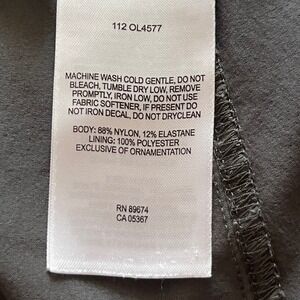 112 OL4577
MACHINE WASH COLD GENTLE, DO NOT
BLEACH, TUMBLE DRY LOW, REMOVE
PROMPTLY, IRON LOW, DO NOT USE
FABRIC SOFTENER, IF PRESENT DO
NOT IRON DECAL, DO NOT DRYCLEAN
BODY: 88% NYLON, 12% ELASTANE
LINING: 100% POLYESTER
EXCLUSIVE OF ORNAMENTATION
RN 89674
CA 05367